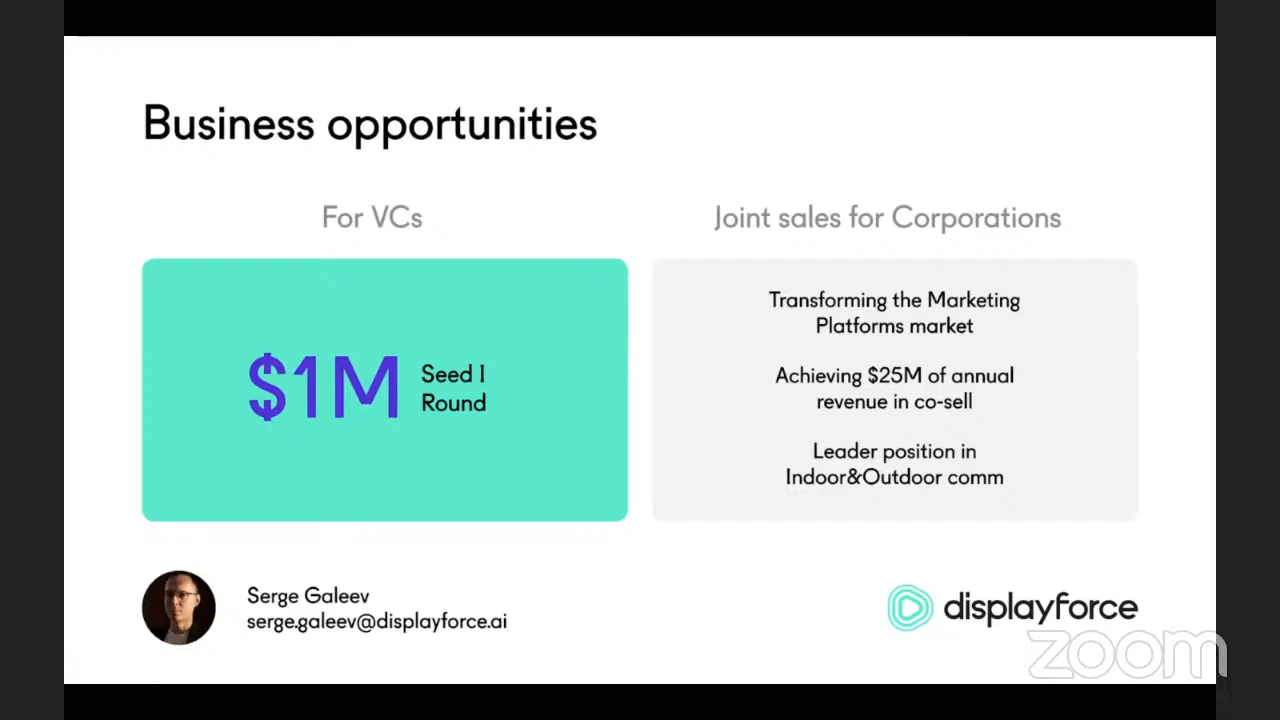 Business opportunities
For VCs
$1M
Seed 1
Round
Joint sales for Corporations
Transforming the Marketing
Platforms market
Achieving $25M of annual
revenue in co-sell
Leader position in
Indoor&Outdoor comm
Serge Galeev
serge.galeev@displayforce.ai
displayforce
zoom